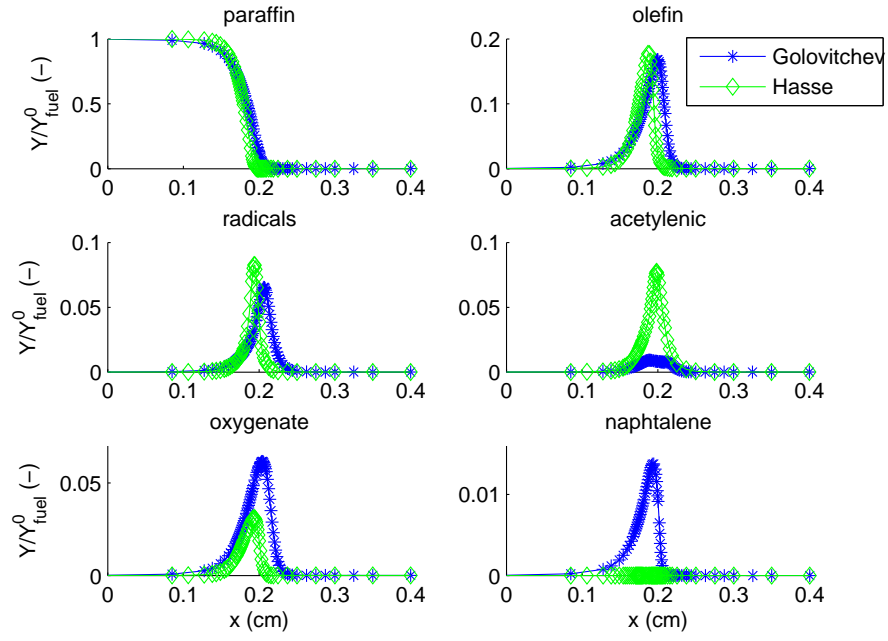 paraffin
olefin
1
0.5
0
Y/Y⁰fuel (−)
0 0.1 0.2 0.3 0.4
0.2
0.1
0
0 0.1 0.2 0.3 0.4
Golovitchev
Hasse
radicals
acetylenic
0.1
0.05
0
Y/Y⁰fuel (−)
0 0.1 0.2 0.3 0.4
0.1
0.05
0
0 0.1 0.2 0.3 0.4
oxygenate
naphtalene
0.05
0
Y/Y⁰fuel (−)
0 0.1 0.2 0.3 0.4
x (cm)
0.01
0
0 0.1 0.2 0.3 0.4
x (cm)